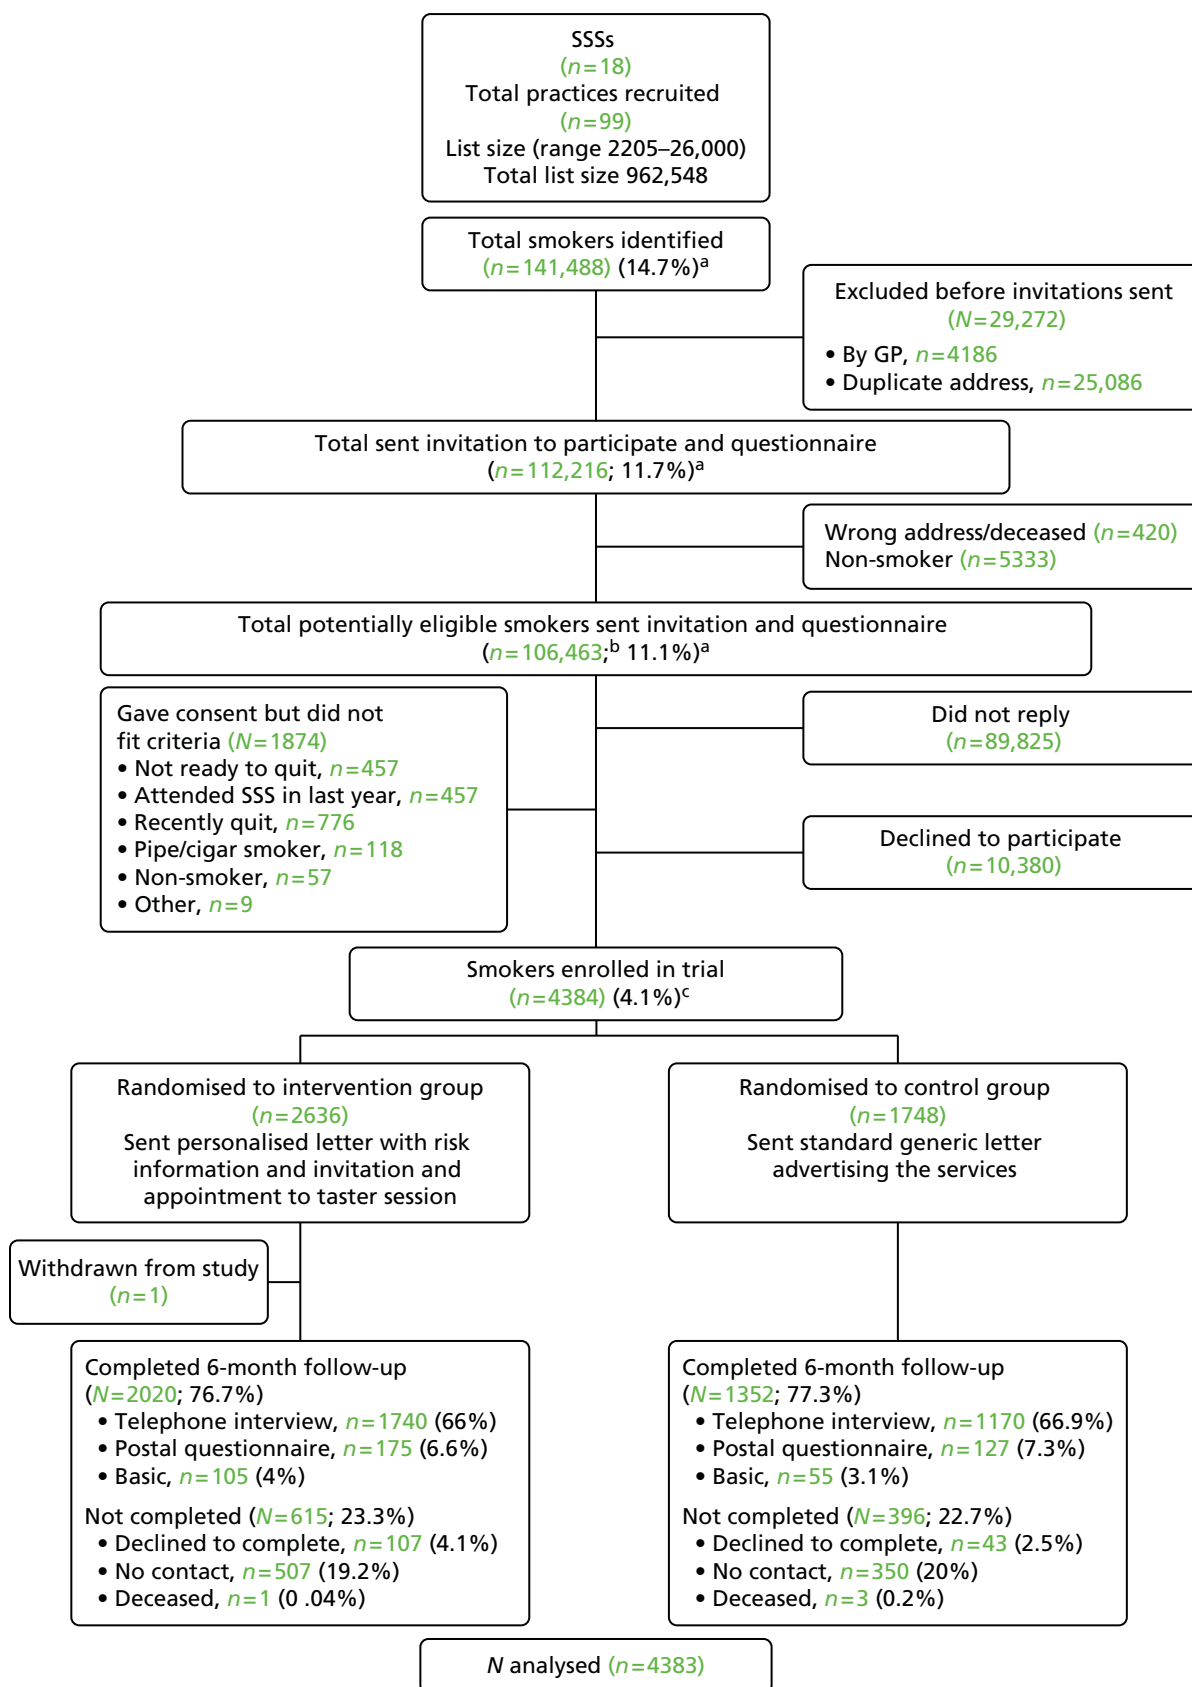 SSSs
(n=18)
Total practices recruited
(n=99)
List size (range 2205–26,000)
Total list size 962,548
Total smokers identified
(n=141,488) (14.7%)a
Excluded before invitations sent
(N=29,272)
• By GP, n=4186
• Duplicate address, n=25,086
Total sent invitation to participate and questionnaire
(n=112,216; 11.7%)a
Wrong address/deceased (n=420)
Non-smoker (n=5333)
Total potentially eligible smokers sent invitation and questionnaire
(n=106,463;b 11.1%)a
Gave consent but did not
fit criteria (N=1874)
• Not ready to quit, n=457
• Attended SSS in last year, n=457
• Recently quit, n=776
• Pipe/cigar smoker, n=118
• Non-smoker, n=57
• Other, n=9
Did not reply
(n=89,825)
Declined to participate
(n=10,380)
Smokers enrolled in trial
(n=4384) (4.1%)c
Randomised to intervention group
(n=2636)
Sent personalised letter with risk
information and invitation and
appointment to taster session
Randomised to control group
(n=1748)
Sent standard generic letter
advertising the services
Withdrawn from study
(n=1)
Completed 6-month follow-up
(N=2020; 76.7%)
• Telephone interview, n=1740 (66%)
• Postal questionnaire, n=175 (6.6%)
• Basic, n=105 (4%)
Not completed (N=615; 23.3%)
• Declined to complete, n=107 (4.1%)
• No contact, n=507 (19.2%)
• Deceased, n=1 (0 .04%)
Completed 6-month follow-up
(N=1352; 77.3%)
• Telephone interview, n=1170 (66.9%)
• Postal questionnaire, n=127 (7.3%)
• Basic, n=55 (3.1%)
Not completed (N=396; 22.7%)
• Declined to complete, n=43 (2.5%)
• No contact, n=350 (20%)
• Deceased, n=3 (0.2%)
N analysed (n=4383)